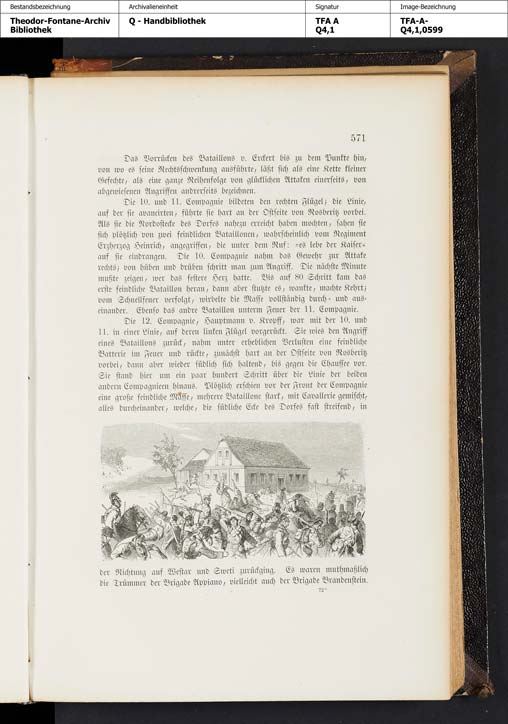 Bestandsbezeichnung Archivalieneinheit Signatur Image-Bezeichnung
Theodor-Fontane-Archiv Q - Handbibliothek TFA A TFA-A-
Bibliothek Q4,1 Q4,1,0599
571
Das Vorrücken des Bataillons v. Erckert bis zu dem Punkte hin,
von wo es seine Rechtsschwenkung ausführte, läßt sich als eine Kette kleiner
Gefechte, als eine ganze Reihenfolge von glücklichen Attaken einerseits, von
abgewiesenen Angriffen andrerseits bezeichnen.
Die 10. und 11. Compagnie bildeten den rechten Flügel; die Linie,
auf der sie avancirten, führte sie hart an der Ostseite von Rosberitz vorbei.
Als sie die Nordostecke des Dorfes nahezu erreicht haben mochten, sahen sie
sich plötzlich von zwei feindlichen Bataillonen, wahrscheinlich vom Regiment
Erzherzog Heinrich, angegriffen, die unter dem Ruf: »es lebe der Kaiser«
auf sie eindrangen. Die 10. Compagnie nahm das Gewehr zur Attake
rechts; von hüben und drüben schritt man zum Angriff. Die nächste Minute
mußte zeigen, wer das festere Herz hatte. Bis auf 80 Schritt kam das
erste feindliche Bataillon heran, dann aber stutzte es, wankte, machte Kehrt;
vom Schnellfeuer verfolgt, wirbelte die Masse vollständig durch- und aus-
einander. Ebenso das andre Bataillon unterm Feuer der 11. Compagnie.
Die 12. Compagnie, Hauptmann v. Kropff, war mit der 10. und
11. in einer Linie, auf deren linken Flügel vorgerückt. Sie wies den Angriff
eines Bataillons zurück, nahm unter erheblichen Verlusten eine feindliche
Batterie im Feuer und rückte, zunächst hart an der Ostseite von Rosberitz
vorbei, dann aber wieder südlich sich haltend, bis gegen die Chaussee vor.
Sie stand hier um ein paar hundert Schritt über die Linie der beiden
andern Compagnieen hinaus. Plötzlich erschien vor der Front der Compagnie
eine große feindliche Masse, mehrere Bataillone stark, mit Cavallerie gemischt,
alles durcheinander, welche, die südliche Ecke des Dorfes fast streifend, in
der Richtung auf Westar und Sweti zurückging. Es waren muthmaßlich
die Trümmer der Brigade Appiano, vielleicht auch der Brigade Brandenstein.
72*